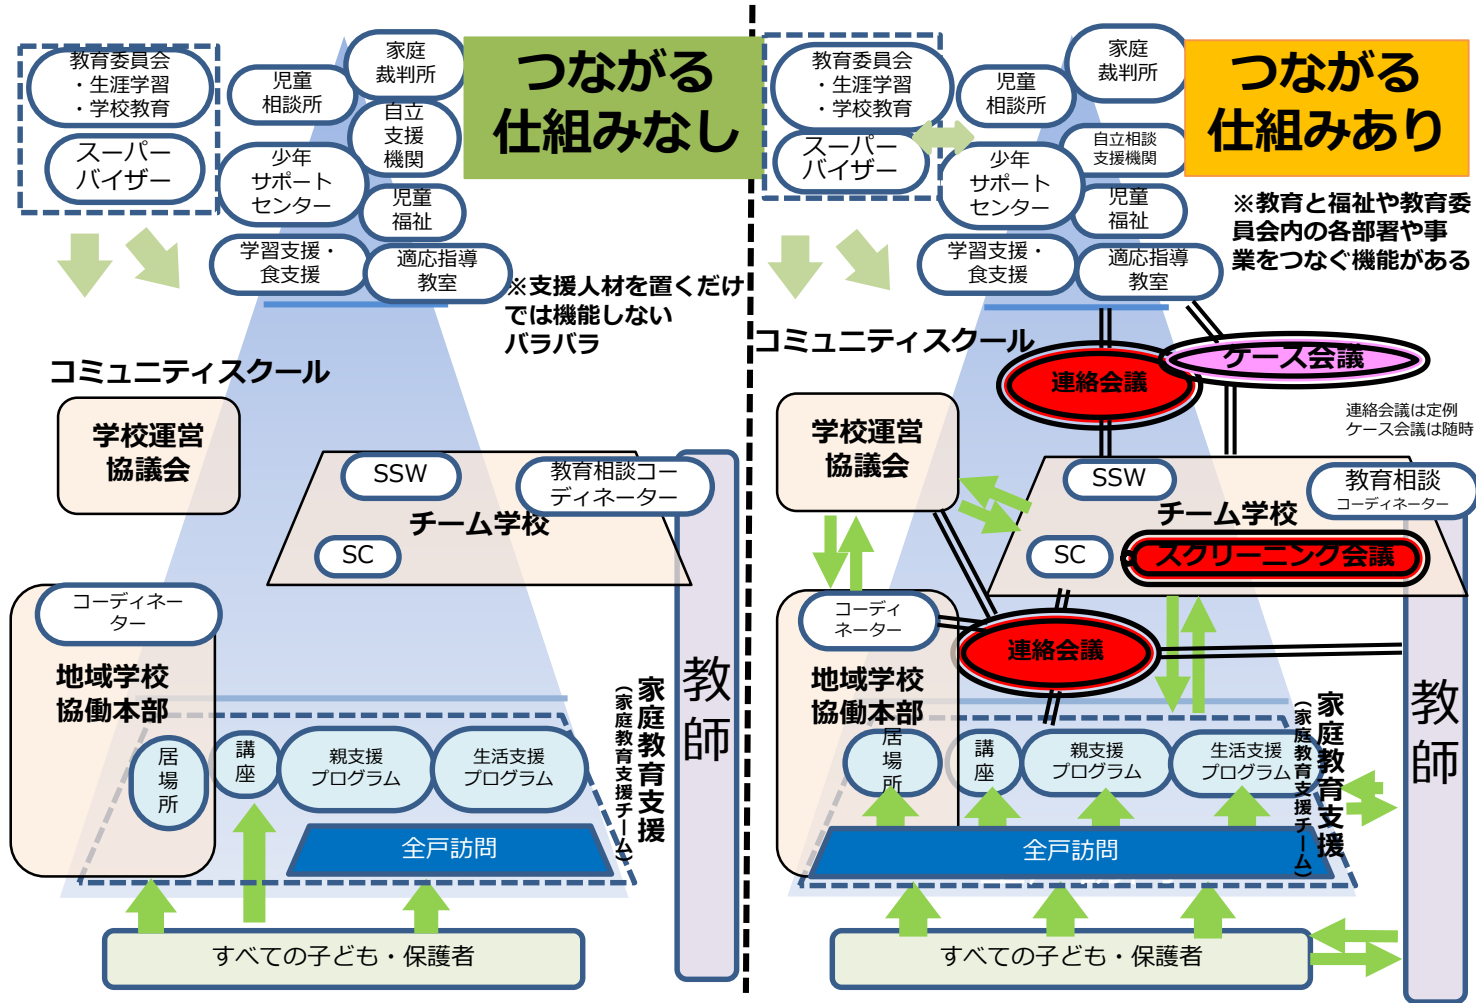 教育委員会
・生涯学習
・学校教育
スーパー
バイザー
児童
相談所
家庭
裁判所
自立
支援
機関
少年
サポート
センター
児童
福祉
学習支援・
食支援
適応指導
教室
つながる
仕組みなし
※支援人材を置くだけ
では機能しない
バラバラ
コミュニティスクール
学校運営
協議会
SSW
教育相談コー
ディネーター
チーム学校
SC
コーディネー
ター
地域学校
協働本部
居
場
所
講
座
親支援
プログラム
生活支援
プログラム
家庭教育支援
(家庭教育支援チーム)
教師
全戸訪問
すべての子ども・保護者
教育委員会
・生涯学習
・学校教育
スーパー
バイザー
児童
相談所
家庭
裁判所
自立相談
支援機関
少年
サポート
センター
児童
福祉
学習支援・
食支援
適応指導
教室
つながる
仕組みあり
※教育と福祉や教育委
員会内の各部署や事
業をつなぐ機能がある
コミュニティスクール
連絡会議
ケース会議
連絡会議は定例
ケース会議は随時
学校運営
協議会
SSW
教育相談
コーディネーター
チーム学校
SC
スクリーニング会議
コーディ
ネーター
連絡会議
地域学校
協働本部
居
場
所
講
座
親支援
プログラム
生活支援
プログラム
家庭教育支援
(家庭教育支援チーム)
教師
全戸訪問
すべての子ども・保護者